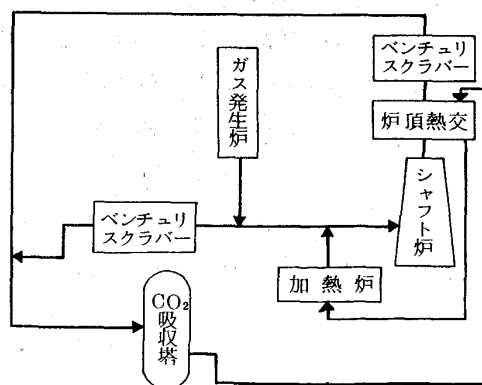 ベンチュリ
スクラバー
ガス発生炉
炉頂熱交
シャフト炉
ベンチュリ
スクラバー
加熱炉
CO₂
吸収塔